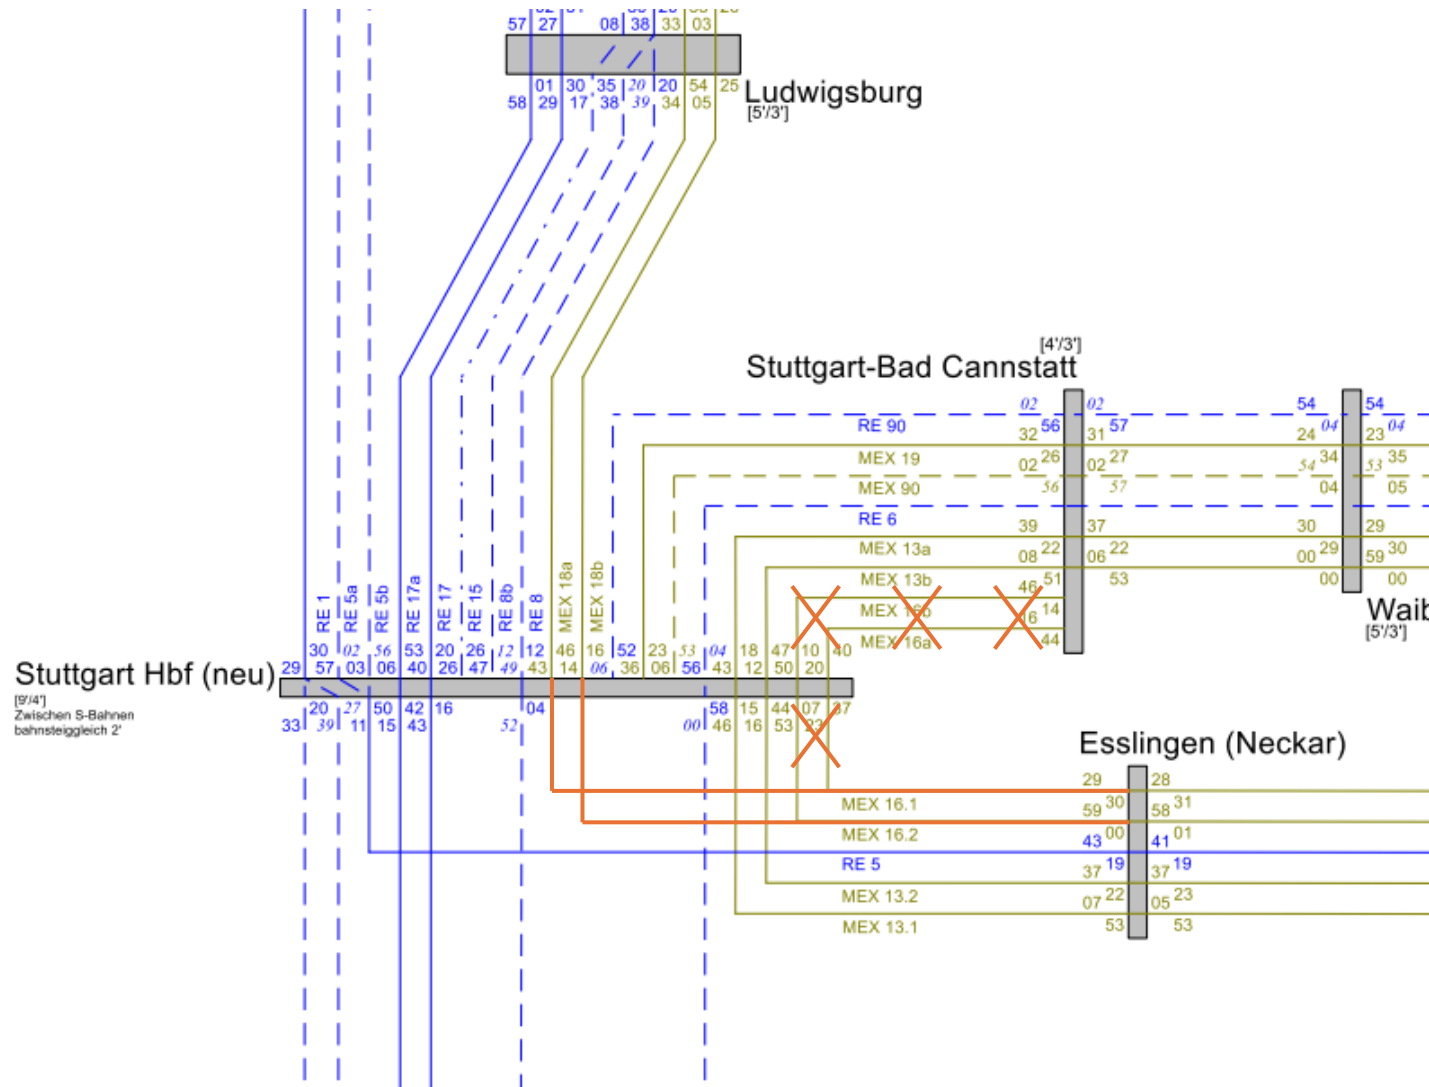 57 27 08 38 33 03
01 30 35 20 20 54 25
58 29 17 38 39 34 05
Ludwigsburg
[5'/3']
[4'/3']
Stuttgart-Bad Cannstatt
02 02 54 54
RE 90 56 57 04 04
32 31 24 23
MEX 19 26 27 34 35
02 02 54 53
MEX 90 56 57 04 05
RE 6
39 37 30 29
MEX 13a 22 22 29 30
08 06 00 59
MEX 13b 51 53 00 00
46
MEX 16b 14
16
MEX 16a 44
Waib
[5'/3']
RE 1
RE 5a
RE 5b
RE 17a
RE 17
RE 15
RE 8b
RE 8
MEX 18a
MEX 18b
30 02 56 53 20 26 12 12 46 16 52 23 53 04 18 47 10 40
29 57 03 06 40 26 47 49 43 14 06 36 06 56 43 12 50 20
Stuttgart Hbf (neu)
[9'/4']
Zwischen S-Bahnen
bahnsteiggleich 2'
20 27 50 42 16 04 58 15 44 07 37
33 39 11 15 43 52 00 46 16 53 23
Esslingen (Neckar)
29 28
MEX 16.1 30 31
59 58
MEX 16.2 00 01
43 41
RE 5 19 19
37 37
MEX 13.2 22 23
07 05
MEX 13.1 53 53